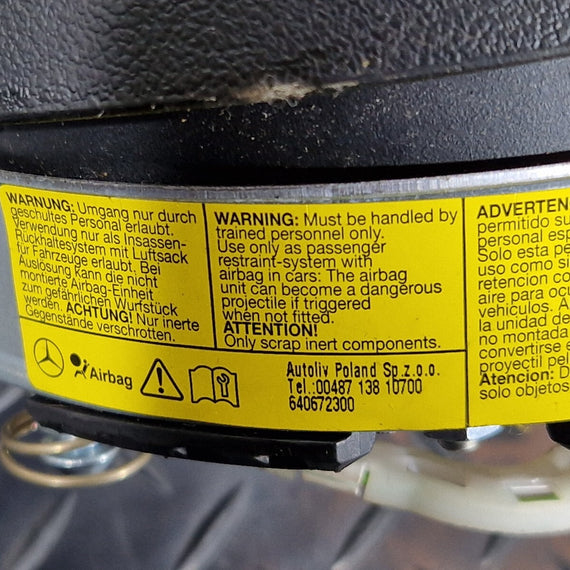 WARNUNG: Umgang nur durch
geschultes Personal erlaubt.
Verwendung nur als Insassen-
Rückhaltesystem mit Luftsack
für Fahrzeuge erlaubt. Bei
Auslösung kann die nicht
montierte Airbag-Einheit
zum gefährlichen Wurfstück
werden. ACHTUNG! Nur inerte
Gegenstände verschrotten.
WARNING: Must be handled by
trained personnel only.
Use only as passenger
restraint-system with
airbag in cars: The airbag
unit can become a dangerous
projectile if triggered
when not fitted.
ATTENTION!
Only scrap inert components.
Airbag
Autoliv Poland Sp.z.o.o.
Tel.:00487 138 10700
640672300
ADVERTEN
permitido su
personal esp
Solo esta pe
uso como si
retencion co
aire para ocu
vehiculos. A
la unidad de
no montada
convertirse e
proyectil pel
Atencion: D
solo objetos